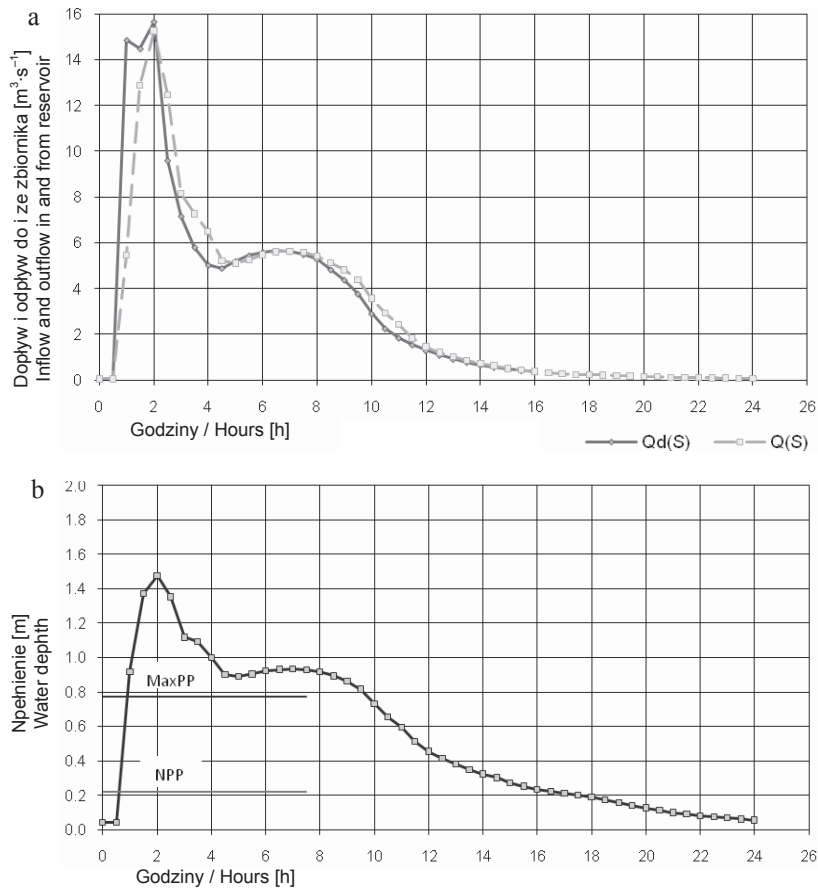 a
Dopływ i odpływ do i ze zbiornika [m³·s⁻¹]
Inflow and outflow in and from reservoir
16
14
12
10
8
6
4
2
0
0 2 4 6 8 10 12 14 16 18 20 22 24 26
Godziny / Hours [h]
Qd(S) Q(S)
b
Npełnienie [m]
Water dephth
2.0
1.8
1.6
1.4
1.2
1.0
0.8
0.6
0.4
0.2
0.0
MaxPP
NPP
0 2 4 6 8 10 12 14 16 18 20 22 24 26
Godziny / Hours [h]